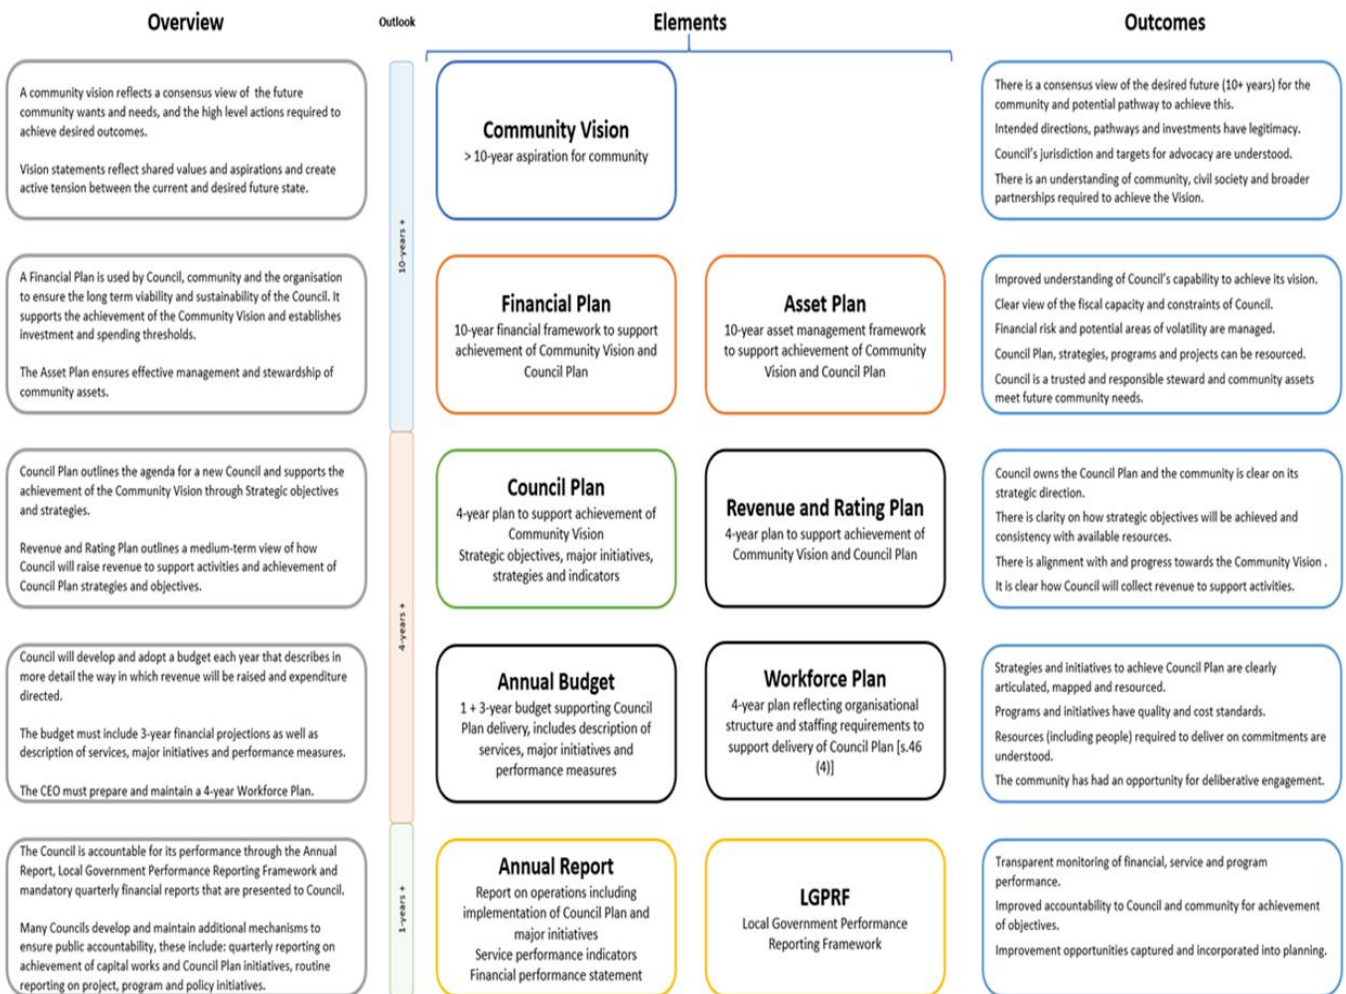 Overview
Outlook
Elements
Outcomes
A community vision reflects a consensus view of the future
community wants and needs, and the high level actions required to
achieve desired outcomes.
Vision statements reflect shared values and aspirations and create
active tension between the current and desired future state.
10-years +
Community Vision
> 10-year aspiration for community
There is a consensus view of the desired future (10+ years) for the
community and potential pathway to achieve this.
Intended directions, pathways and investments have legitimacy.
Council's jurisdiction and targets for advocacy are understood.
There is an understanding of community, civil society and broader
partnerships required to achieve the Vision.
A Financial Plan is used by Council, community and the organisation
to ensure the long term viability and sustainability of the Council. It
supports the achievement of the Community Vision and establishes
investment and spending thresholds.
The Asset Plan ensures effective management and stewardship of
community assets.
Financial Plan
10-year financial framework to support
achievement of Community Vision and
Council Plan
Asset Plan
10-year asset management framework
to support achievement of Community
Vision and Council Plan
Improved understanding of Council's capability to achieve its vision.
Clear view of the fiscal capacity and constraints of Council.
Financial risk and potential areas of volatility are managed.
Council Plan, strategies, programs and projects can be resourced.
Council is a trusted and responsible steward and community assets
meet future community needs.
Council Plan outlines the agenda for a new Council and supports the
achievement of the Community Vision through Strategic objectives
and strategies.
Revenue and Rating Plan outlines a medium-term view of how
Council will raise revenue to support activities and achievement of
Council Plan strategies and objectives.
4-years +
Council Plan
4-year plan to support achievement of
Community Vision
Strategic objectives, major initiatives,
strategies and indicators
Revenue and Rating Plan
4-year plan to support achievement of
Community Vision and Council Plan
Council owns the Council Plan and the community is clear on its
strategic direction.
There is clarity on how strategic objectives will be achieved and
consistency with available resources.
There is alignment with and progress towards the Community Vision .
It is clear how Council will collect revenue to support activities.
Council will develop and adopt a budget each year that describes in
more detail the way in which revenue will be raised and expenditure
directed.
The budget must include 3-year financial projections as well as
description of services, major initiatives and performance measures.
The CEO must prepare and maintain a 4-year Workforce Plan.
Annual Budget
1 + 3-year budget supporting Council
Plan delivery, includes description of
services, major initiatives and
performance measures
Workforce Plan
4-year plan reflecting organisational
structure and staffing requirements to
support delivery of Council Plan [s.46
(4)]
Strategies and initiatives to achieve Council Plan are clearly
articulated, mapped and resourced.
Programs and initiatives have quality and cost standards.
Resources (including people) required to deliver on commitments are
understood.
The community has had an opportunity for deliberative engagement.
The Council is accountable for its performance through the Annual
Report, Local Government Performance Reporting Framework and
mandatory quarterly financial reports that are presented to Council.
Many Councils develop and maintain additional mechanisms to
ensure public accountability, these include: quarterly reporting on
achievement of capital works and Council Plan initiatives, routine
reporting on project, program and policy initiatives.
1-years +
Annual Report
Report on operations including
implementation of Council Plan and
major initiatives
Service performance indicators
Financial performance statement
LGPRF
Local Government Performance
Reporting Framework
Transparent monitoring of financial, service and program
performance.
Improved accountability to Council and community for achievement
of objectives.
Improvement opportunities captured and incorporated into planning.